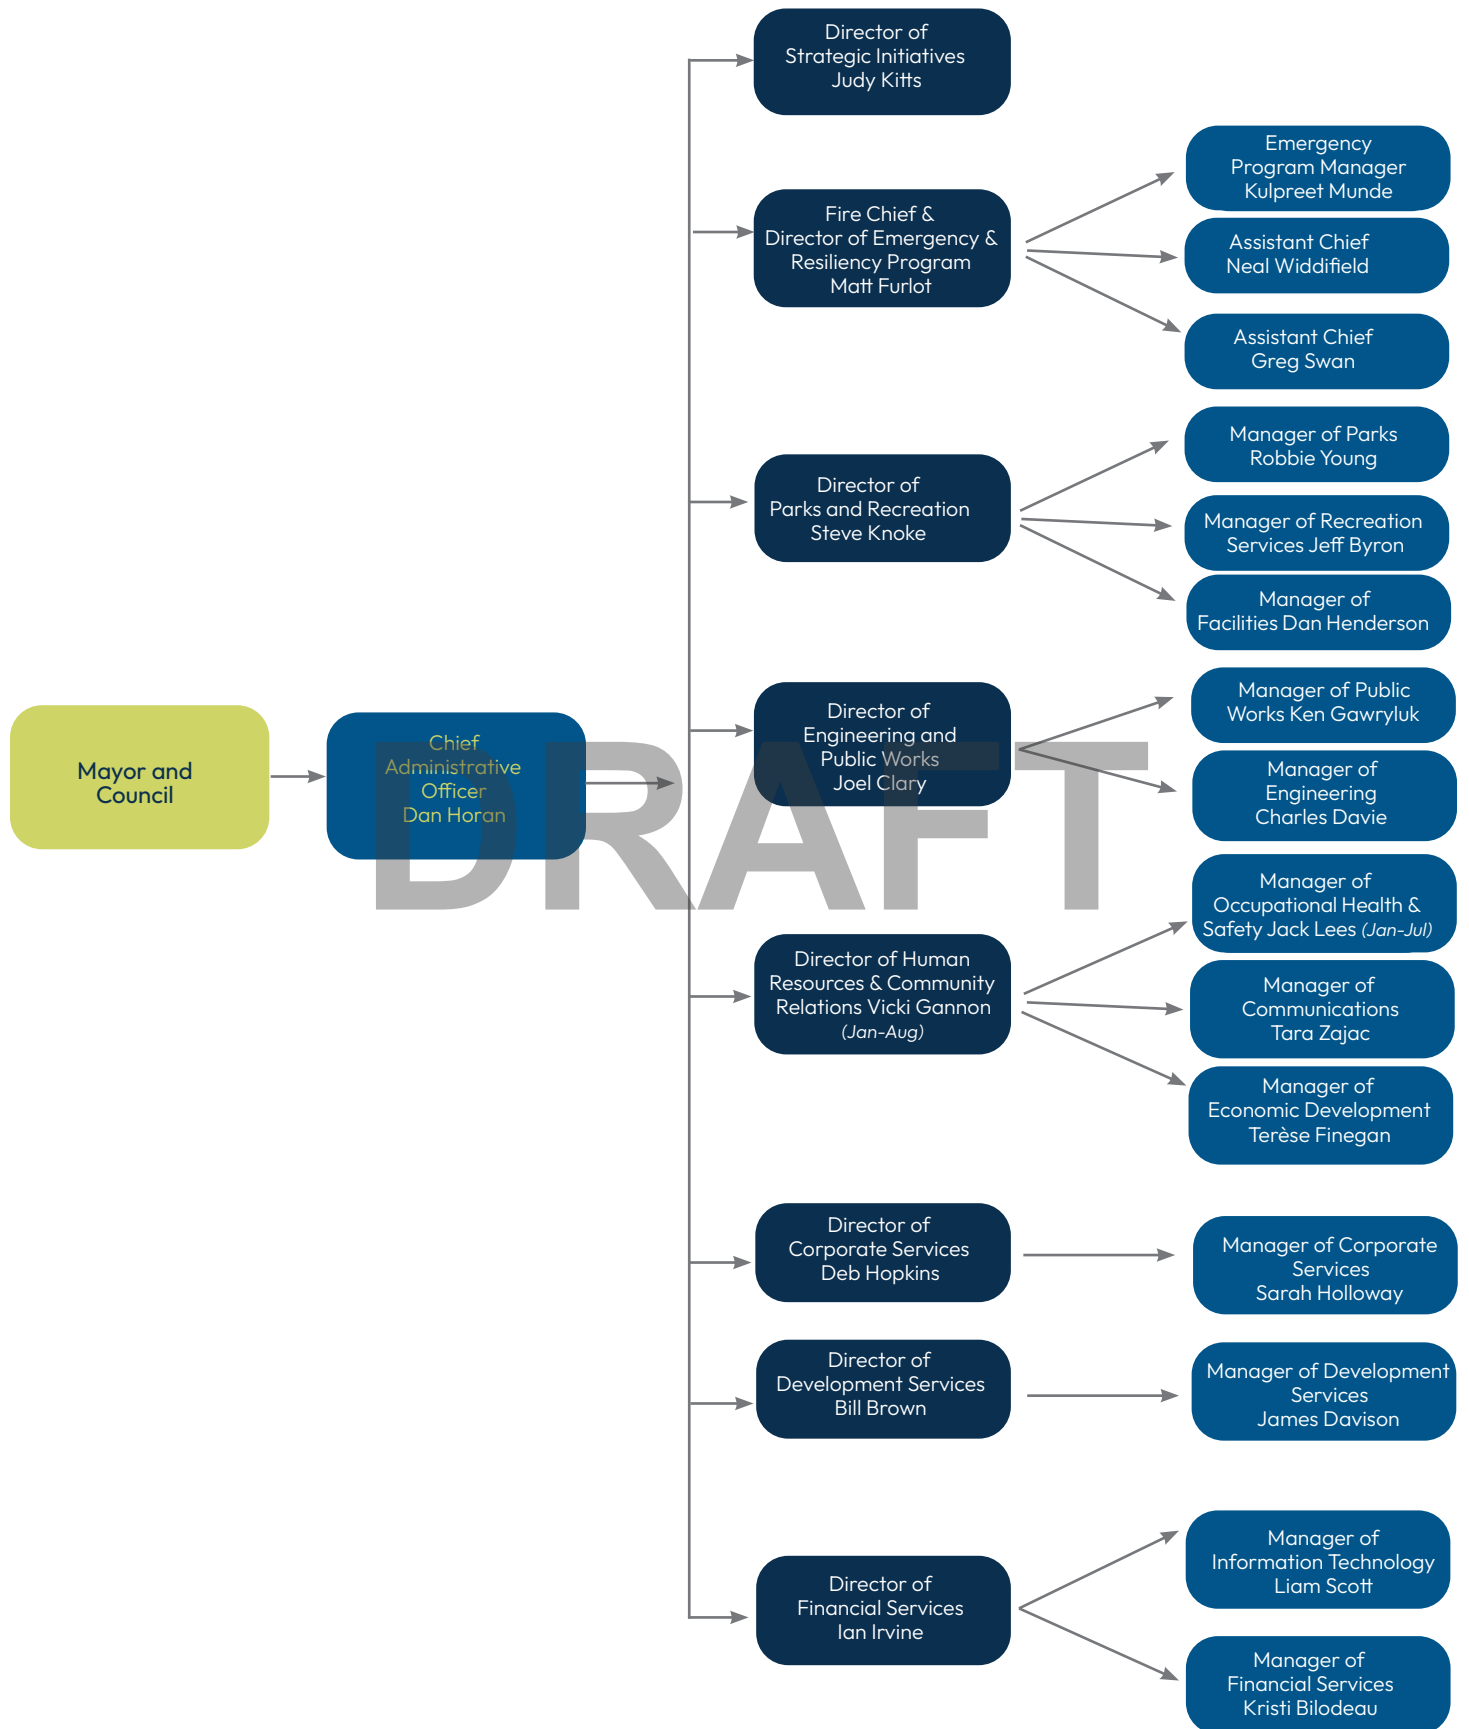 Mayor and
Council
Chief
Administrative
Officer
Dan Horan
DRAFT
Director of
Strategic Initiatives
Judy Kitts
Fire Chief &
Director of Emergency &
Resiliency Program
Matt Furlot
Emergency
Program Manager
Kulpreet Munde
Assistant Chief
Neal Widdifield
Assistant Chief
Greg Swan
Director of
Parks and Recreation
Steve Knoke
Manager of Parks
Robbie Young
Manager of Recreation
Services Jeff Byron
Manager of
Facilities Dan Henderson
Director of
Engineering and
Public Works
Joel Clary
Manager of Public
Works Ken Gawryluk
Manager of
Engineering
Charles Davie
Director of Human
Resources & Community
Relations Vicki Gannon
(Jan-Aug)
Manager of
Occupational Health &
Safety Jack Lees (Jan-Jul)
Manager of
Communications
Tara Zajac
Manager of
Economic Development
Terèse Finegan
Director of
Corporate Services
Deb Hopkins
Manager of Corporate
Services
Sarah Holloway
Director of
Development Services
Bill Brown
Manager of Development
Services
James Davison
Director of
Financial Services
Ian Irvine
Manager of
Information Technology
Liam Scott
Manager of
Financial Services
Kristi Bilodeau